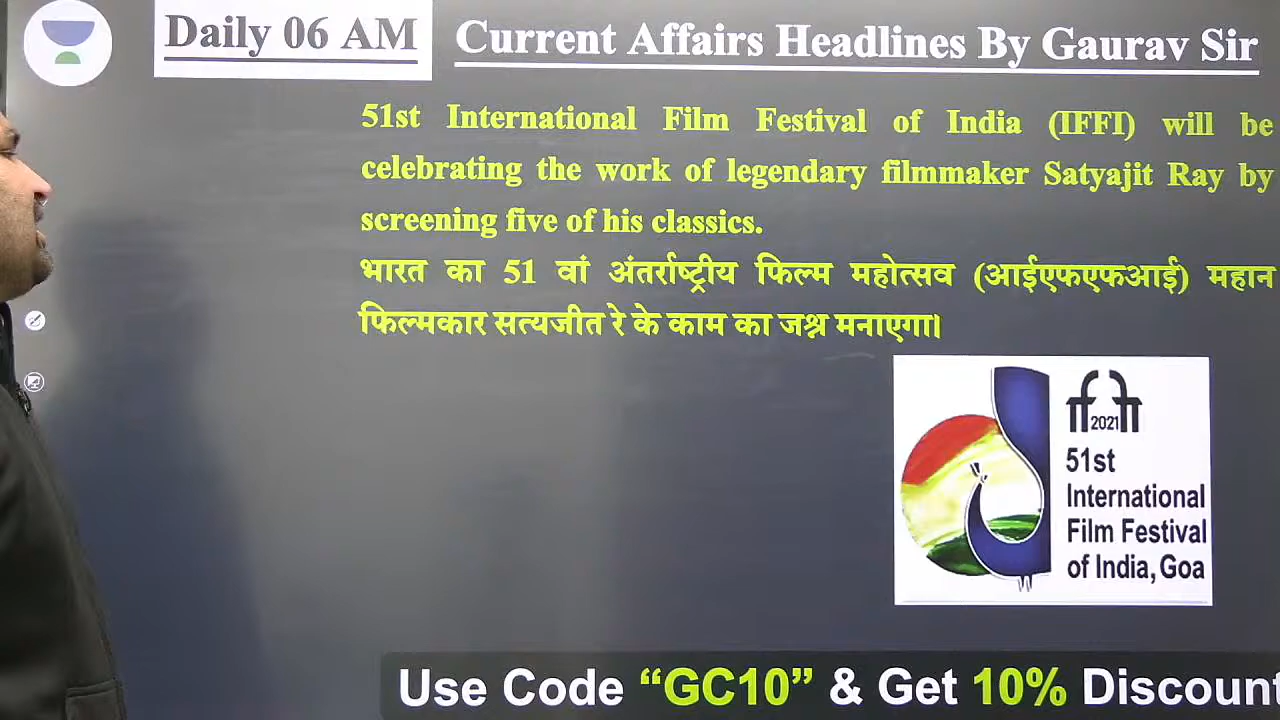 Daily 06 AM
Current Affairs Headlines By Gaurav Sir
51st International Film Festival of India (IFFI) will be
celebrating the work of legendary filmmaker Satyajit Ray by
screening five of his classics.
भारत का 51 वां अंतर्राष्ट्रीय फिल्म महोत्सव (आईएफएफआई) महान
फिल्मकार सत्यजीत रे के काम का जश्न मनाएगा।
2021
51st
International
Film Festival
of India, Goa
Use Code “GC10” & Get 10% Discount